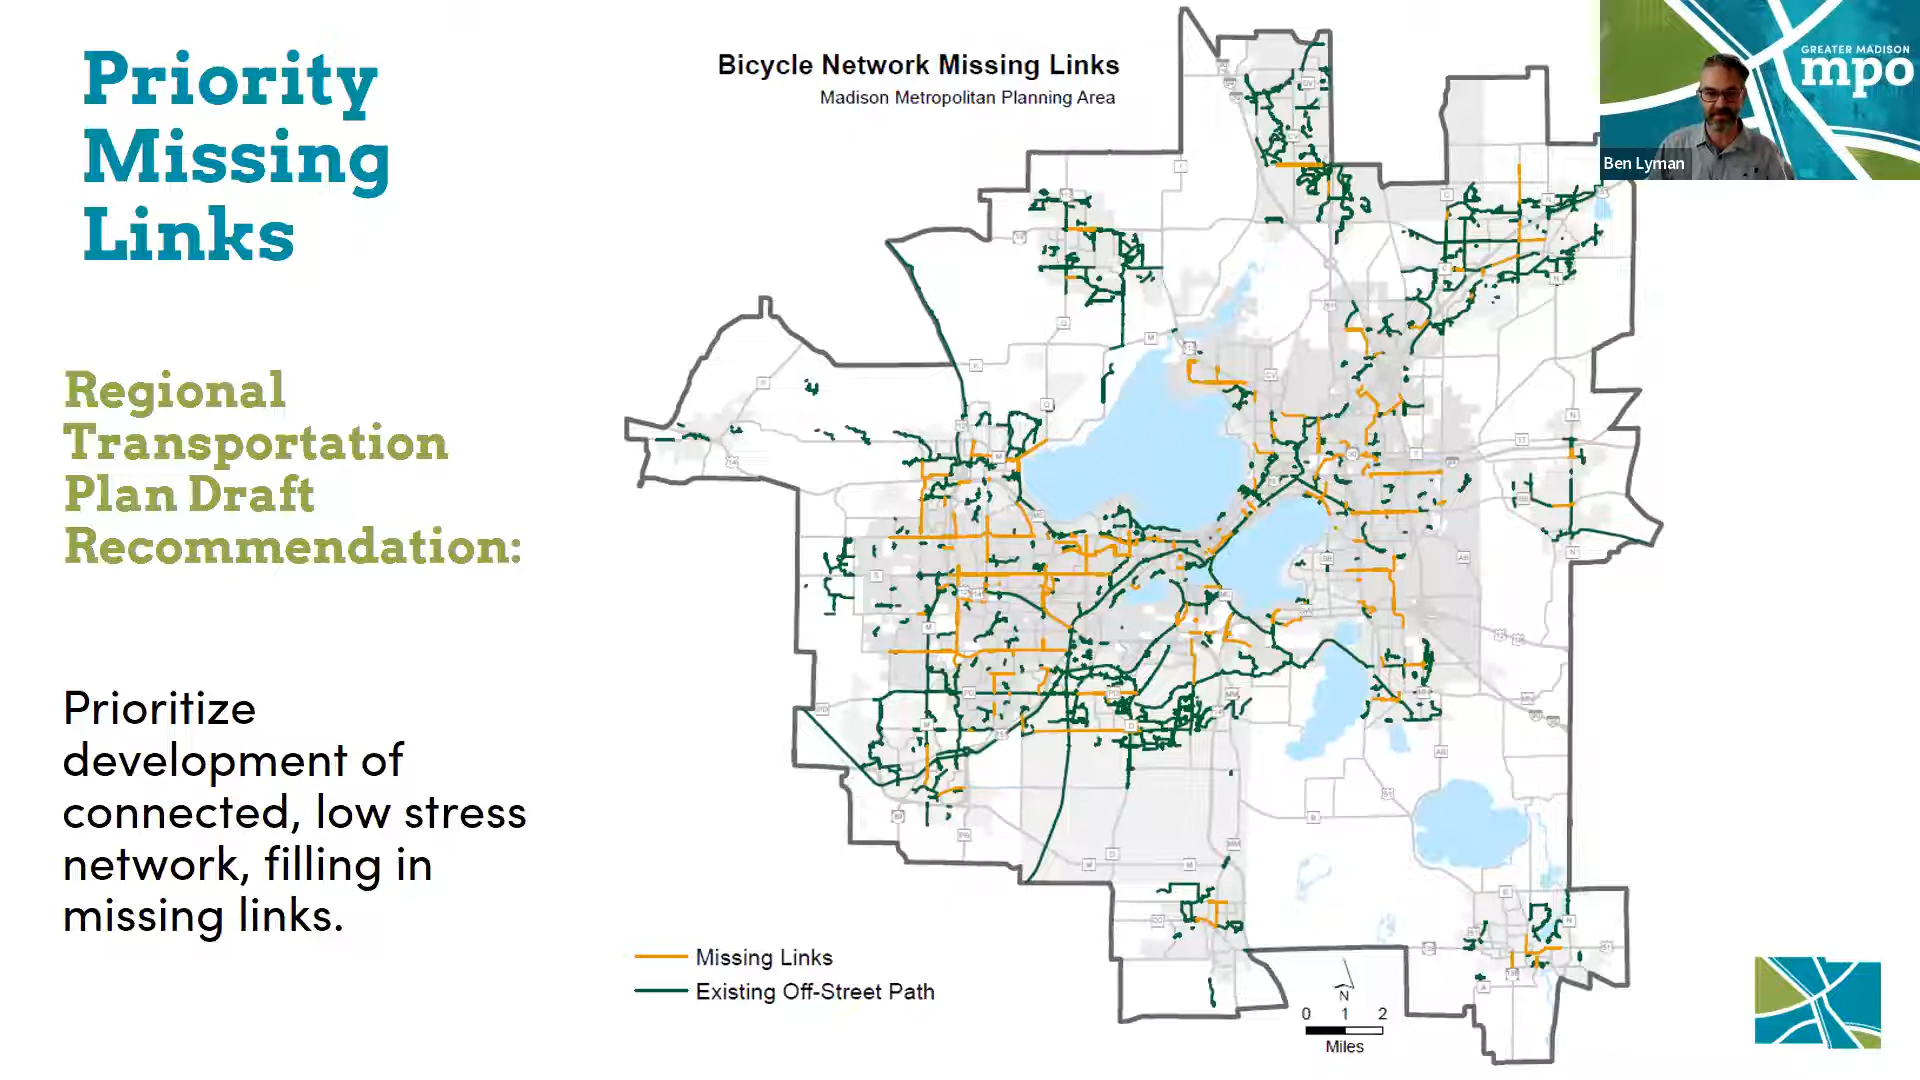 Priority
Missing
Links
Regional
Transportation
Plan Draft
Recommendation:
Prioritize
development of
connected, low stress
network, filling in
missing links.
Bicycle Network Missing Links
Madison Metropolitan Planning Area
Missing Links
Existing Off-Street Path
N
0 1 2
Miles
GREATER MADISON
mpo
Ben Lyman